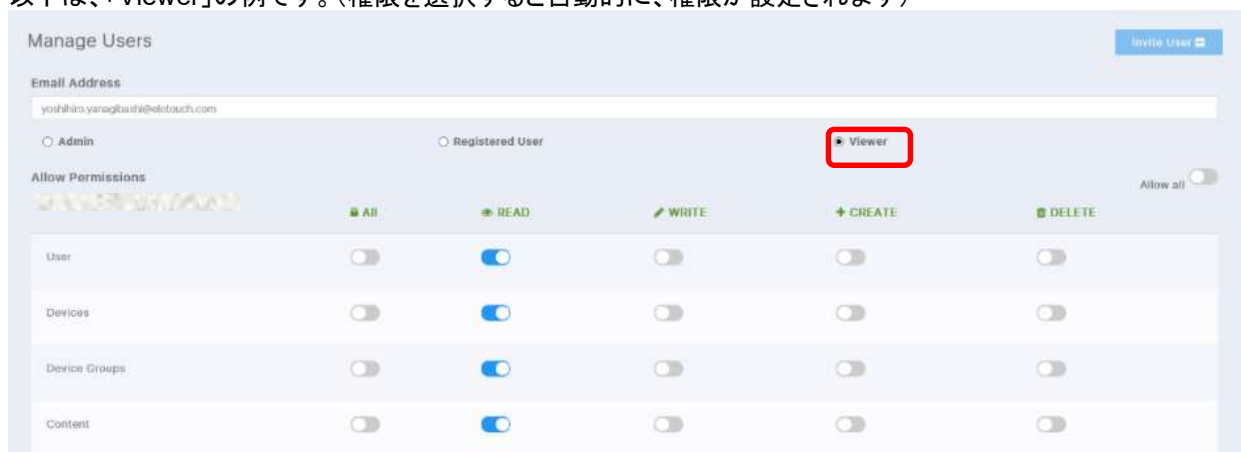 以下は、「Viewer」の例です。（権限を選択すると自動的に、権限が設定されます）
Manage Users
Invite User
Email Address
yoshihiro.yanagibashi@elotouch.com
Admin
Registered User
Viewer
Allow Permissions
Allow all
All
READ
WRITE
CREATE
DELETE
User
Devices
Device Groups
Content